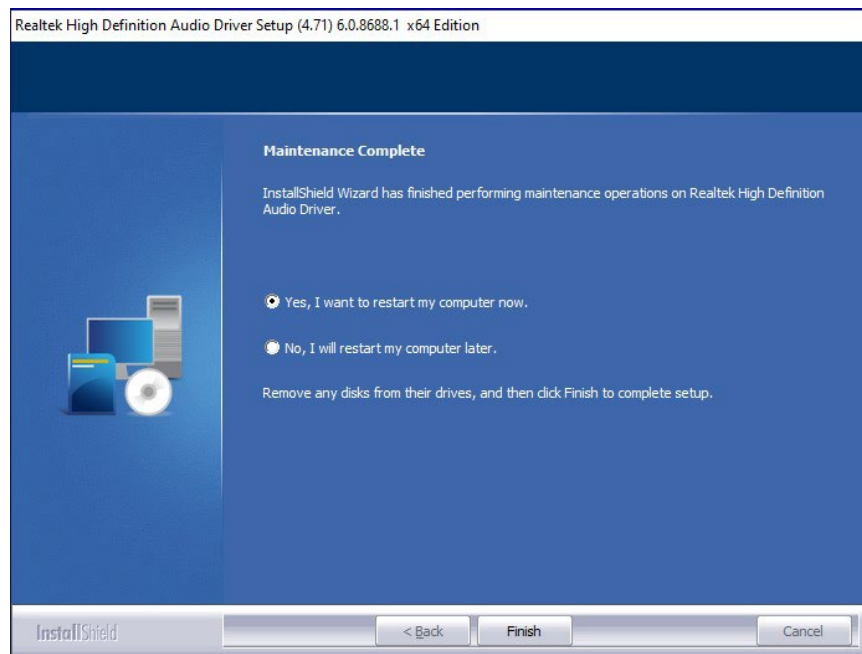 Realtek High Definition Audio Driver Setup (4.71) 6.0.8688.1 x64 Edition
Maintenance Complete
InstallShield Wizard has finished performing maintenance operations on Realtek High Definition
Audio Driver.
Yes, I want to restart my computer now.
No, I will restart my computer later.
Remove any disks from their drives, and then click Finish to complete setup.
InstallShield
< Back
Finish
Cancel